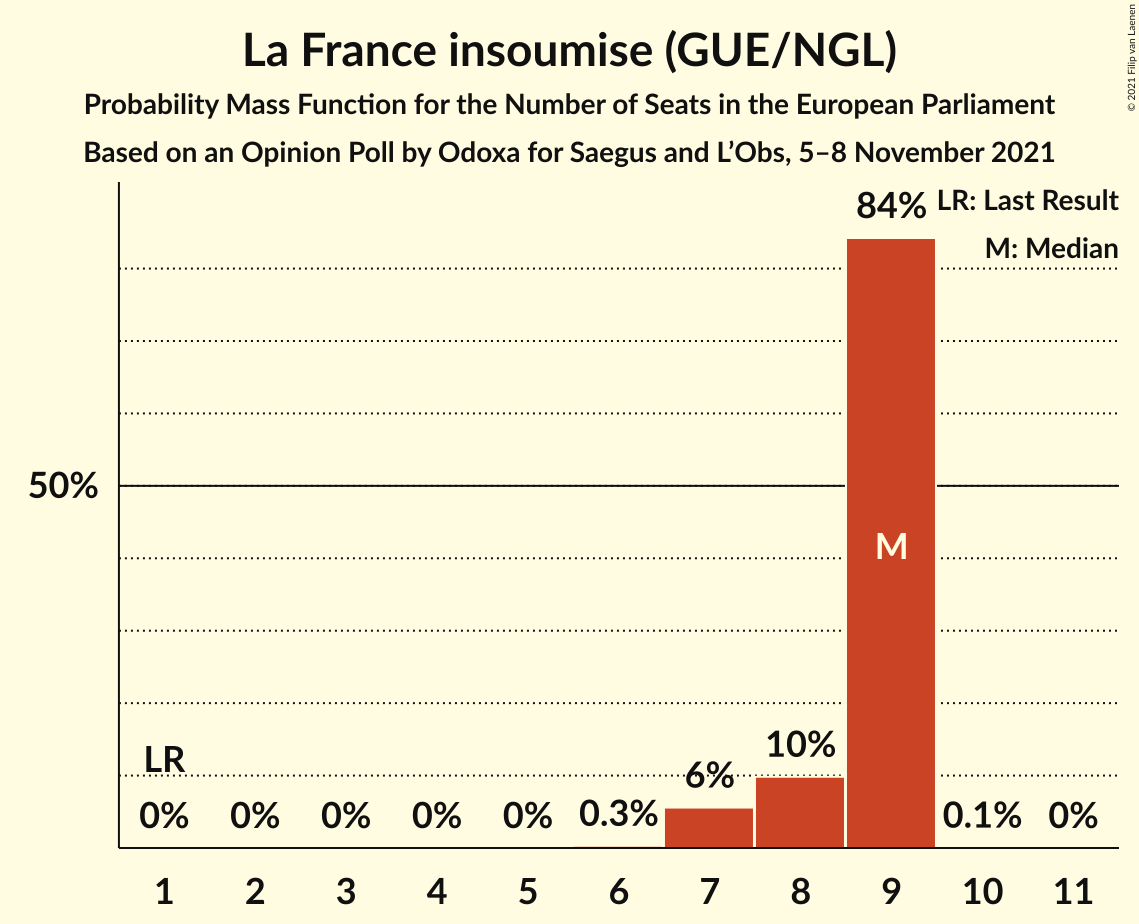 La France insoumise (GUE/NGL)
Probability Mass Function for the Number of Seats in the European Parliament
Based on an Opinion Poll by Odoxa for Saegus and L’Obs, 5–8 November 2021
© 2021 Filip van Laenen
LR: Last Result
M: Median
84%
50%
M
LR
10%
6%
0% 0% 0% 0% 0% 0.3% 0.1% 0%
1 2 3 4 5 6 7 8 9 10 11